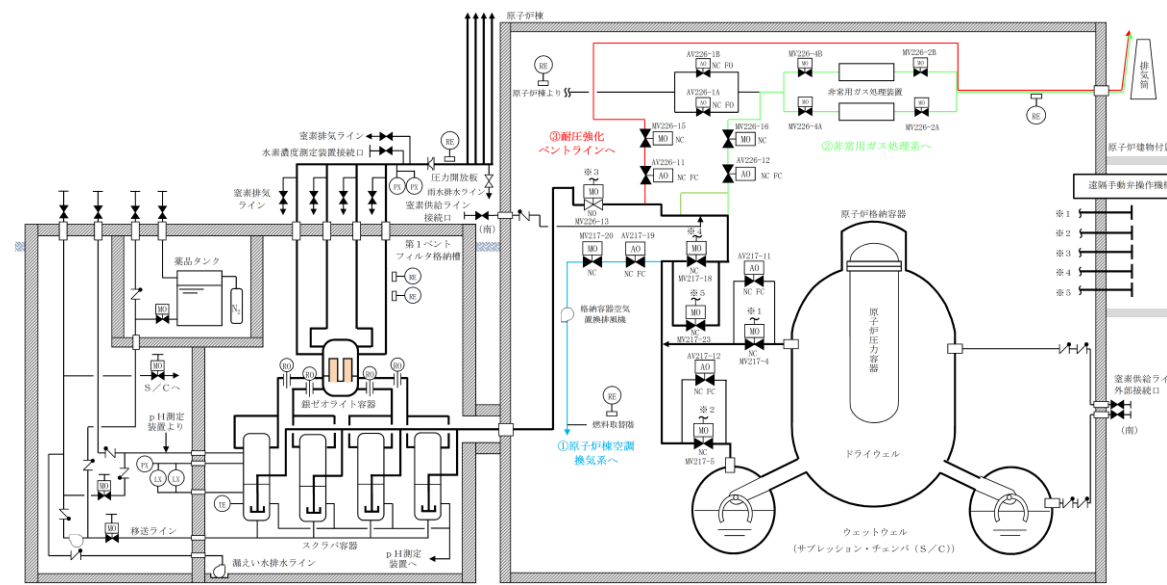 原子炉棟
RE
原子炉棟より
AV226-1B
AO
NC FO
AV226-1A
AO
NC FO
MV226-4B
MO
MV226-2B
MO
非常用ガス処理装置
MO
MV226-4A
MO
MV226-2A
RE
排気筒
③耐圧強化
ベントラインへ
MV226-15
MO
NC
AV226-11
AO
NC FC
MV226-16
MO
NC
AV226-12
AO
NC FC
②非常用ガス処理系へ
原子炉建物付属
遠隔手動弁操作機構
※1
※2
※3
※4
※5
窒素排気ライン
水素濃度測定装置接続口
RE
PX
PX
圧力開放板
雨水排水ライン
窒素供給ライン
接続口
(南)
窒素排気
ライン
※3
MO
NO
MV226-13
MV217-20
MO
NC
AV217-19
AO
NC FC
※4
MO
NC
MV217-18
※5
MO
NC
MV217-23
AV217-11
AO
NC FC
※1
MO
NC
MV217-4
AV217-12
AO
NC FC
※2
MO
NC
MV217-5
格納容器空気
置換排風機
RE
燃料取替階
①原子炉棟空調
換気系へ
原子炉格納容器
原子炉圧力容器
ドライウェル
ウェットウェル
(サプレッション・チェンバ(S/C))
窒素供給ライ
外部接続口
(南)
第1ベント
フィルタ格納槽
RE
RE
薬品タンク
MO
N₂
MO
S/Cへ
pH測定
装置より
RO
RO
RO
RO
銀ゼオライト容器
PX
LX
LX
MO
TE
MO
移送ライン
スクラバ容器
漏えい水排水ライン
pH測定
装置へ